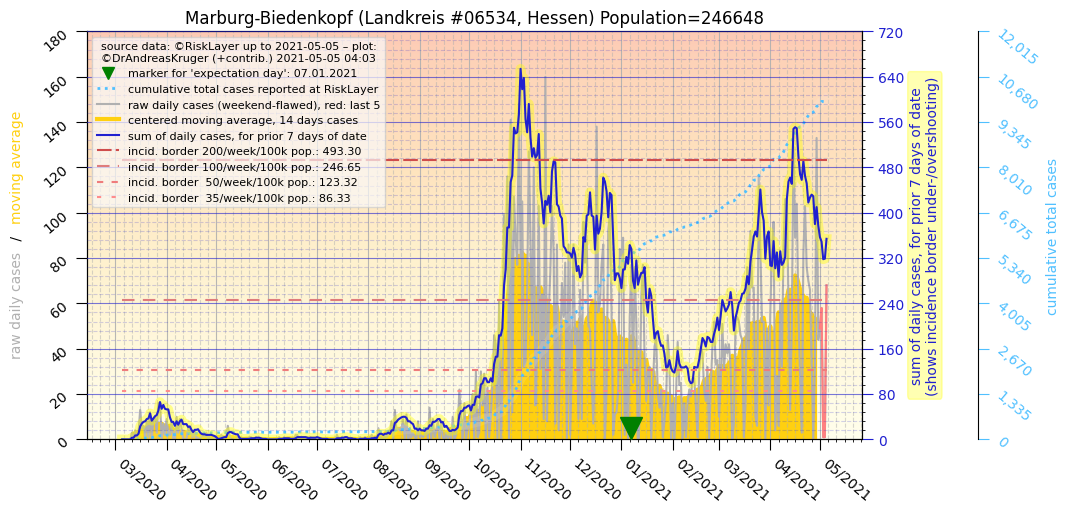 Marburg-Biedenkopf (Landkreis #06534, Hessen) Population=246648
source data: ©RiskLayer up to 2021-05-05 – plot:
©DrAndreasKruger (+contrib.) 2021-05-05 04:03
marker for 'expectation day': 07.01.2021
cumulative total cases reported at RiskLayer
raw daily cases (weekend-flawed), red: last 5
centered moving average, 14 days cases
sum of daily cases, for prior 7 days of date
incid. border 200/week/100k pop.: 493.30
incid. border 100/week/100k pop.: 246.65
incid. border  50/week/100k pop.: 123.32
incid. border  35/week/100k pop.: 86.33
raw daily cases / moving average
180
160
140
120
100
80
60
40
20
0
03/2020
04/2020
05/2020
06/2020
07/2020
08/2020
09/2020
10/2020
11/2020
12/2020
01/2021
02/2021
03/2021
04/2021
05/2021
720
640
560
480
400
320
240
160
80
0
sum of daily cases, for prior 7 days of date
(shows incidence border under-/overshooting)
12,015
10,680
9,345
8,010
6,675
5,340
4,005
2,670
1,335
0
cumulative total cases